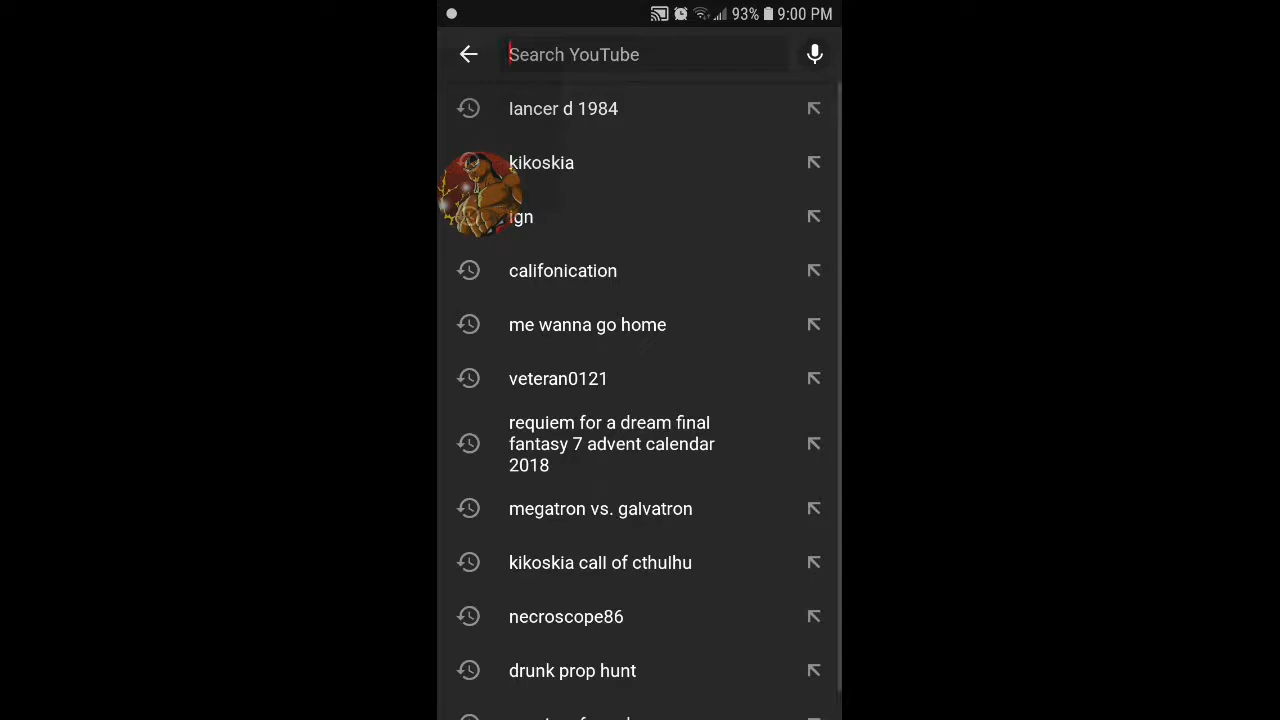 93% 9:00 PM
Search YouTube
lancer d 1984
kikoskia
ign
califonication
me wanna go home
veteran0121
requiem for a dream final
fantasy 7 advent calendar
2018
megatron vs. galvatron
kikoskia call of cthulhu
necroscope86
drunk prop hunt